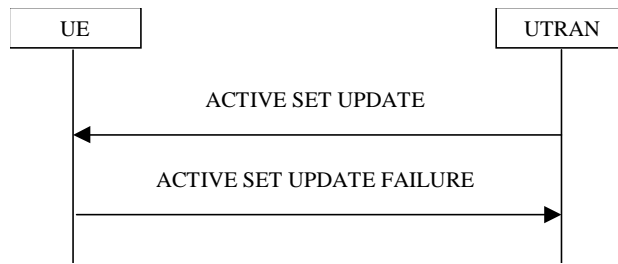 UE
UTRAN
ACTIVE SET UPDATE
ACTIVE SET UPDATE FAILURE